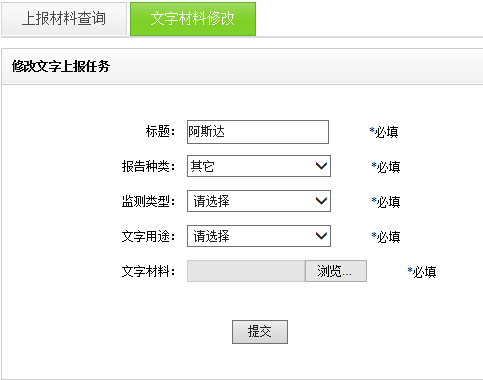 上报材料查询 文字材料修改
修改文字上报任务
标题： 阿斯达 *必填
报告种类： 其它 *必填
监测类型： 请选择 *必填
文字用途： 请选择 *必填
文字材料： 浏览... *必填
提交